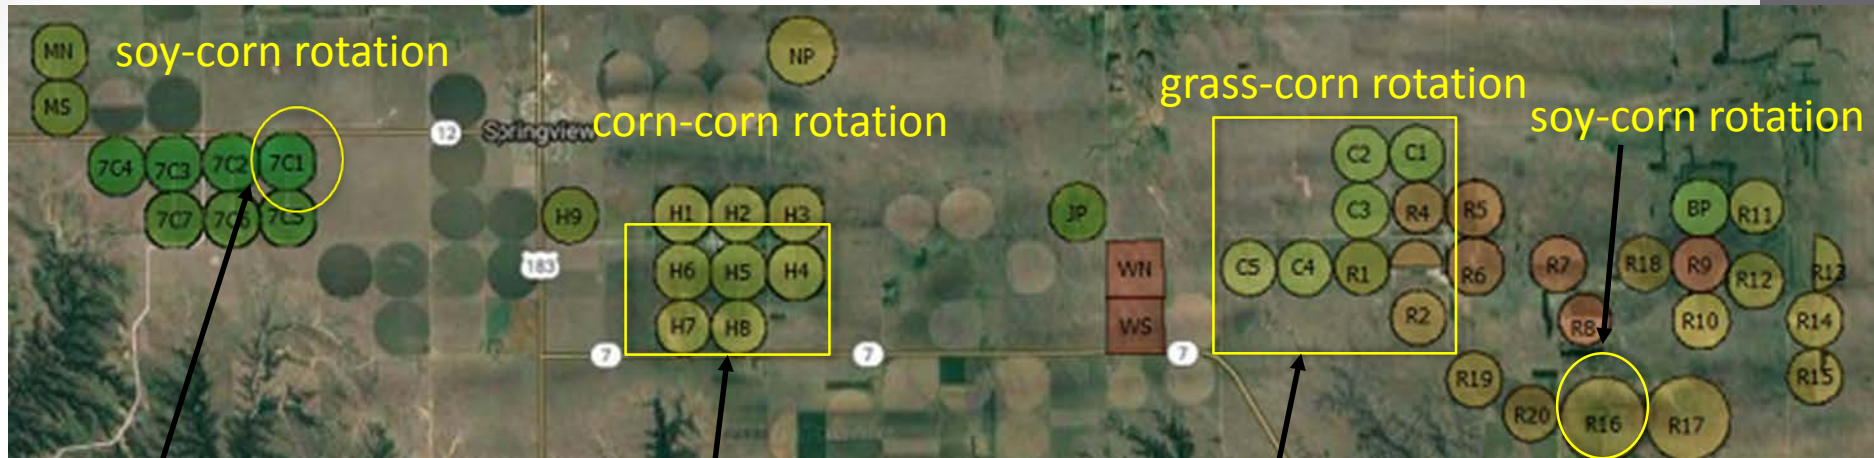 MN
soy-corn rotation
NP
MS
grass-corn rotation
soy-corn rotation
12
Springview
corn-corn rotation
7C4
7C3
7C2
7C1
C2
C1
7C7
7C6
7C5
H9
H1
H2
H3
JP
C3
R4
R5
BP
R11
183
H6
H5
H4
WN
C5
C4
R1
R6
R7
R18
R9
R12
R13
H7
H8
WS
R2
R8
R10
R14
7
7
7
R19
R15
R20
R16
R17